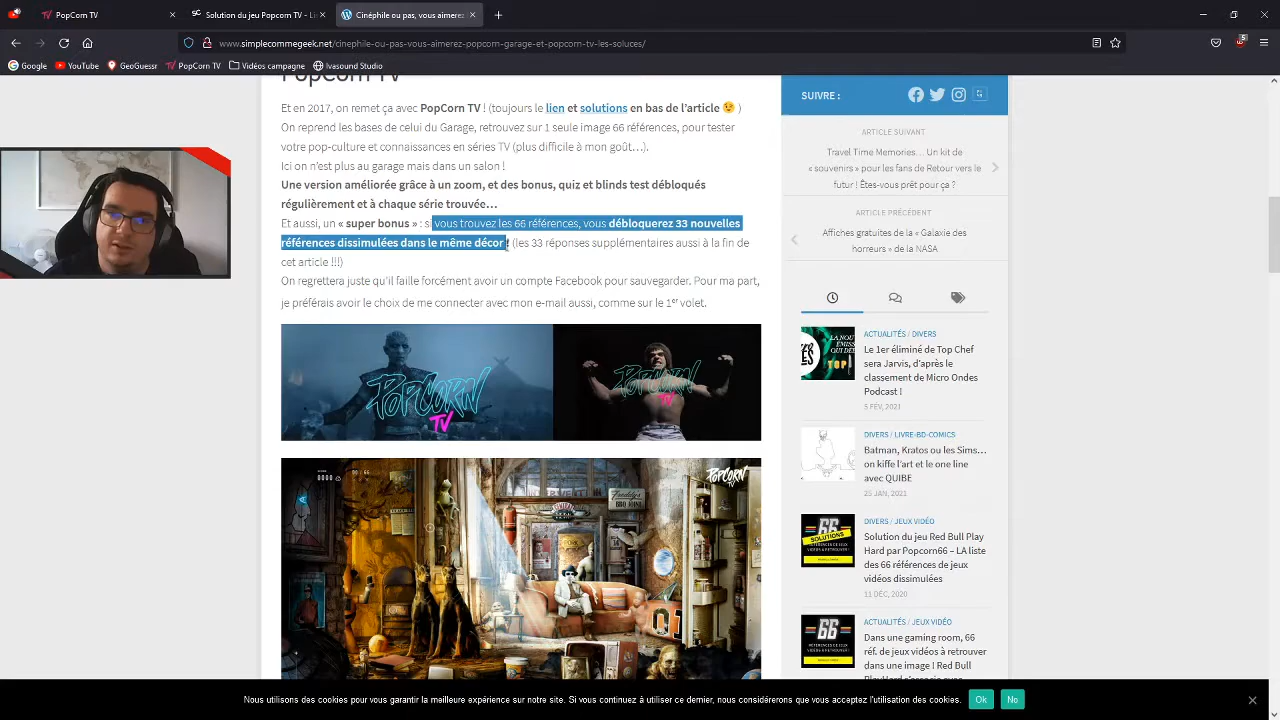 PopCorn TV
Solution du jeu Popcorn TV - Li
Cinéphile ou pas, vous aimerez
www.simplecommegeek.net/cinephile-ou-pas-vous-aimerez-popcorn-garage-et-popcorn-tv-les-soluces/
5
Google
YouTube
GeoGuessr
PopCorn TV
Vidéos campagne
Ivasound Studio
PopCorn TV
Et en 2017, on remet ça avec PopCorn TV ! (toujours le lien et solutions en bas de l'article 😉 )
On reprend les bases de celui du Garage, retrouvez sur 1 seule image 66 références, pour tester
votre pop-culture et connaissances en séries TV (plus difficile à mon goût…).
Ici on n'est plus au garage mais dans un salon !
Une version améliorée grâce à un zoom, et des bonus, quiz et blinds test débloqués
régulièrement et à chaque série trouvée…
Et aussi, un « super bonus » : si vous trouvez les 66 références, vous débloquerez 33 nouvelles
références dissimulées dans le même décor ! (les 33 réponses supplémentaires aussi à la fin de
cet article !!!)
On regrettera juste qu'il faille forcément avoir un compte Facebook pour sauvegarder. Pour ma part,
je préférais avoir le choix de me connecter avec mon e-mail aussi, comme sur le 1er volet.
POPCORN
TV
POPCORN
TV
POPCORN
TV
Freddy's
BBQ JOINT
SUIVRE :
ARTICLE SUIVANT
Travel Time Memories… Un kit de
« souvenirs » pour les fans de Retour vers le
futur ! Êtes-vous prêt pour ça ?
ARTICLE PRÉCÉDENT
Affiches gratuites de la « Galaxie des
horreurs » de la NASA
ACTUALITÉS / DIVERS
Le 1er éliminé de Top Chef
sera Jarvis, d'après le
classement de Micro Ondes
Podcast !
5 FÉV, 2021
DIVERS / LIVRE-BD-COMICS
Batman, Kratos ou les Sims…
on kiffe l'art et le one line
avec QUIBE
25 JAN, 2021
66
SOLUTIONS
DIVERS / JEUX VIDÉO
Solution du jeu Red Bull Play
Hard par Popcorn66 – LA liste
des 66 références de jeux
vidéos dissimulées
11 DÉC, 2020
66
ACTUALITÉS / JEUX VIDÉO
Dans une gaming room, 66
réf. de jeux vidéos à retrouver
dans une image ! Red Bull
Nous utilisons des cookies pour vous garantir la meilleure expérience sur notre site. Si vous continuez à utiliser ce dernier, nous considérerons que vous acceptez l'utilisation des cookies.
Ok
No